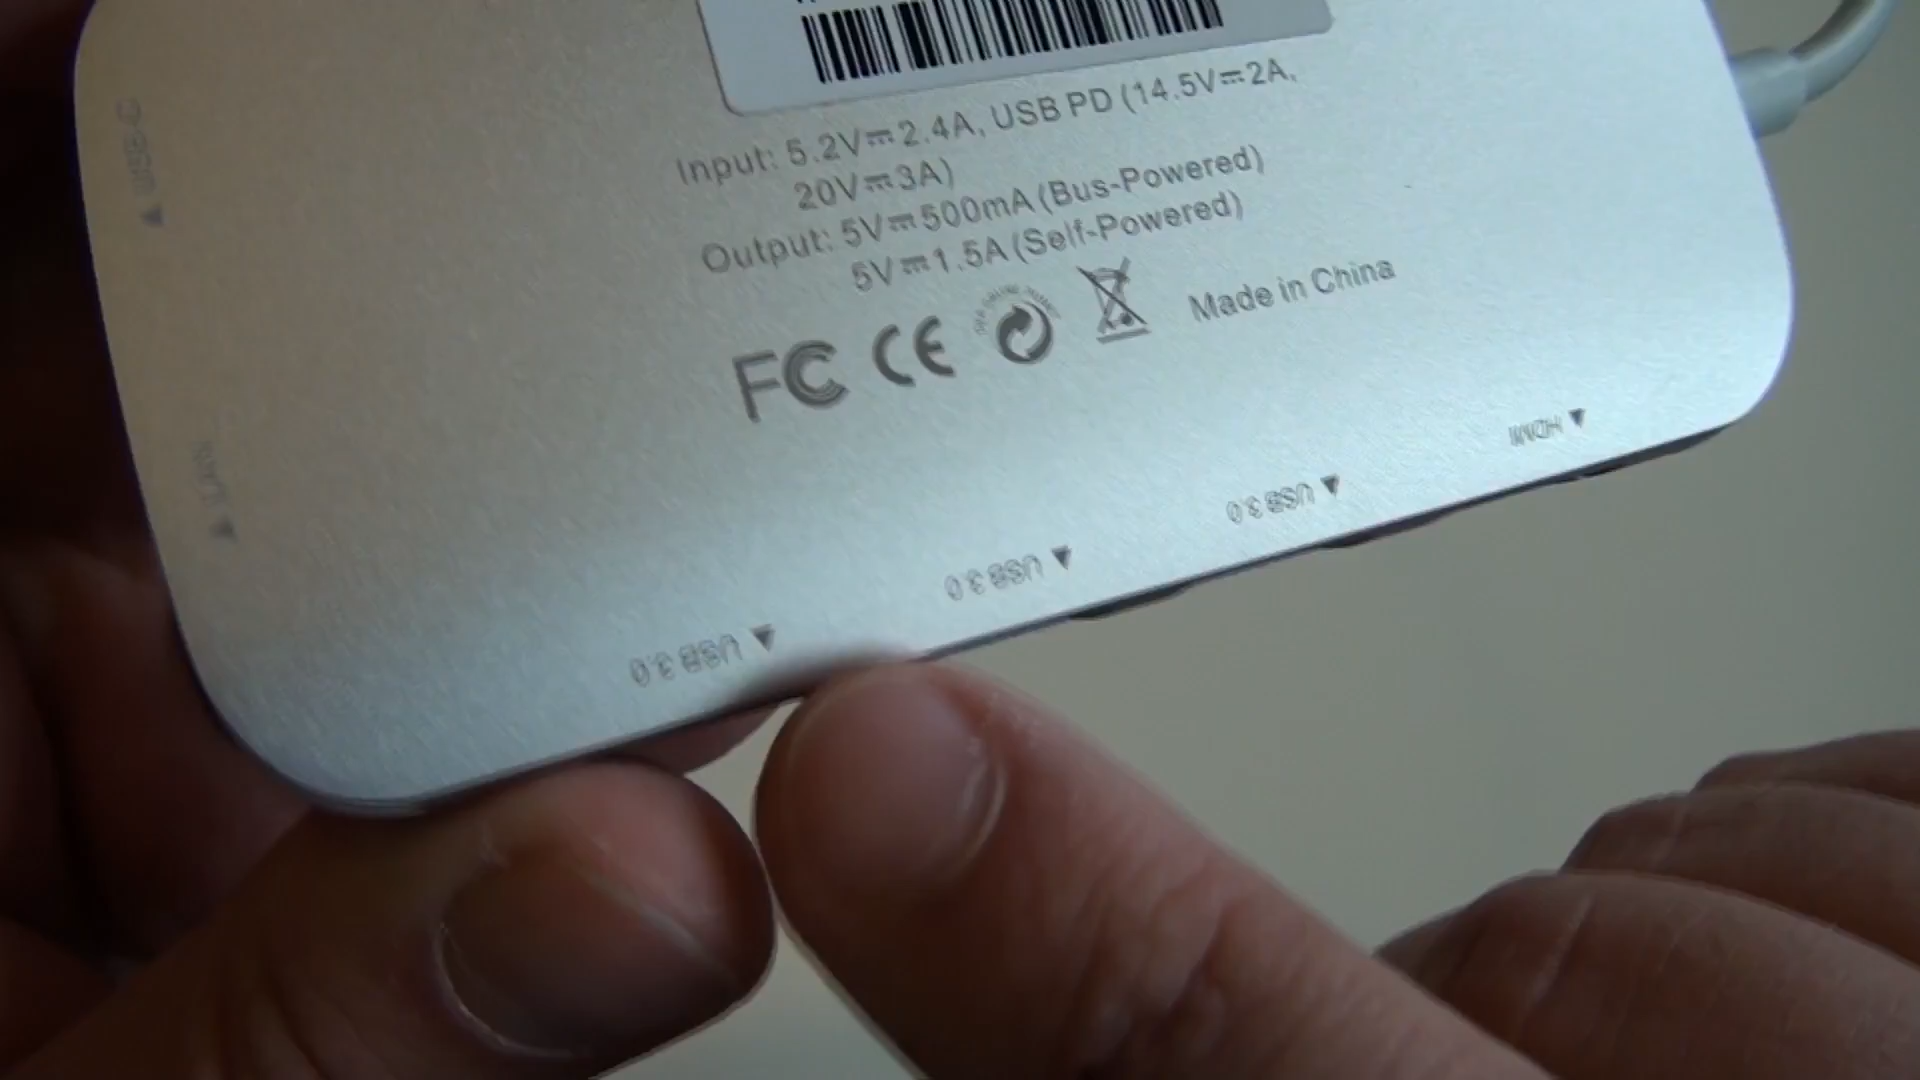 Input: 5.2V⎓2.4A, USB PD (14.5V⎓2A,
20V⎓3A)
Output: 5V⎓500mA (Bus-Powered)
5V⎓1.5A (Self-Powered)
FC CE Made in China
▲ USB-C
▲ LAN
HDMI ▼
USB 3.0 ▼
USB 3.0 ▼
USB 3.0 ▼